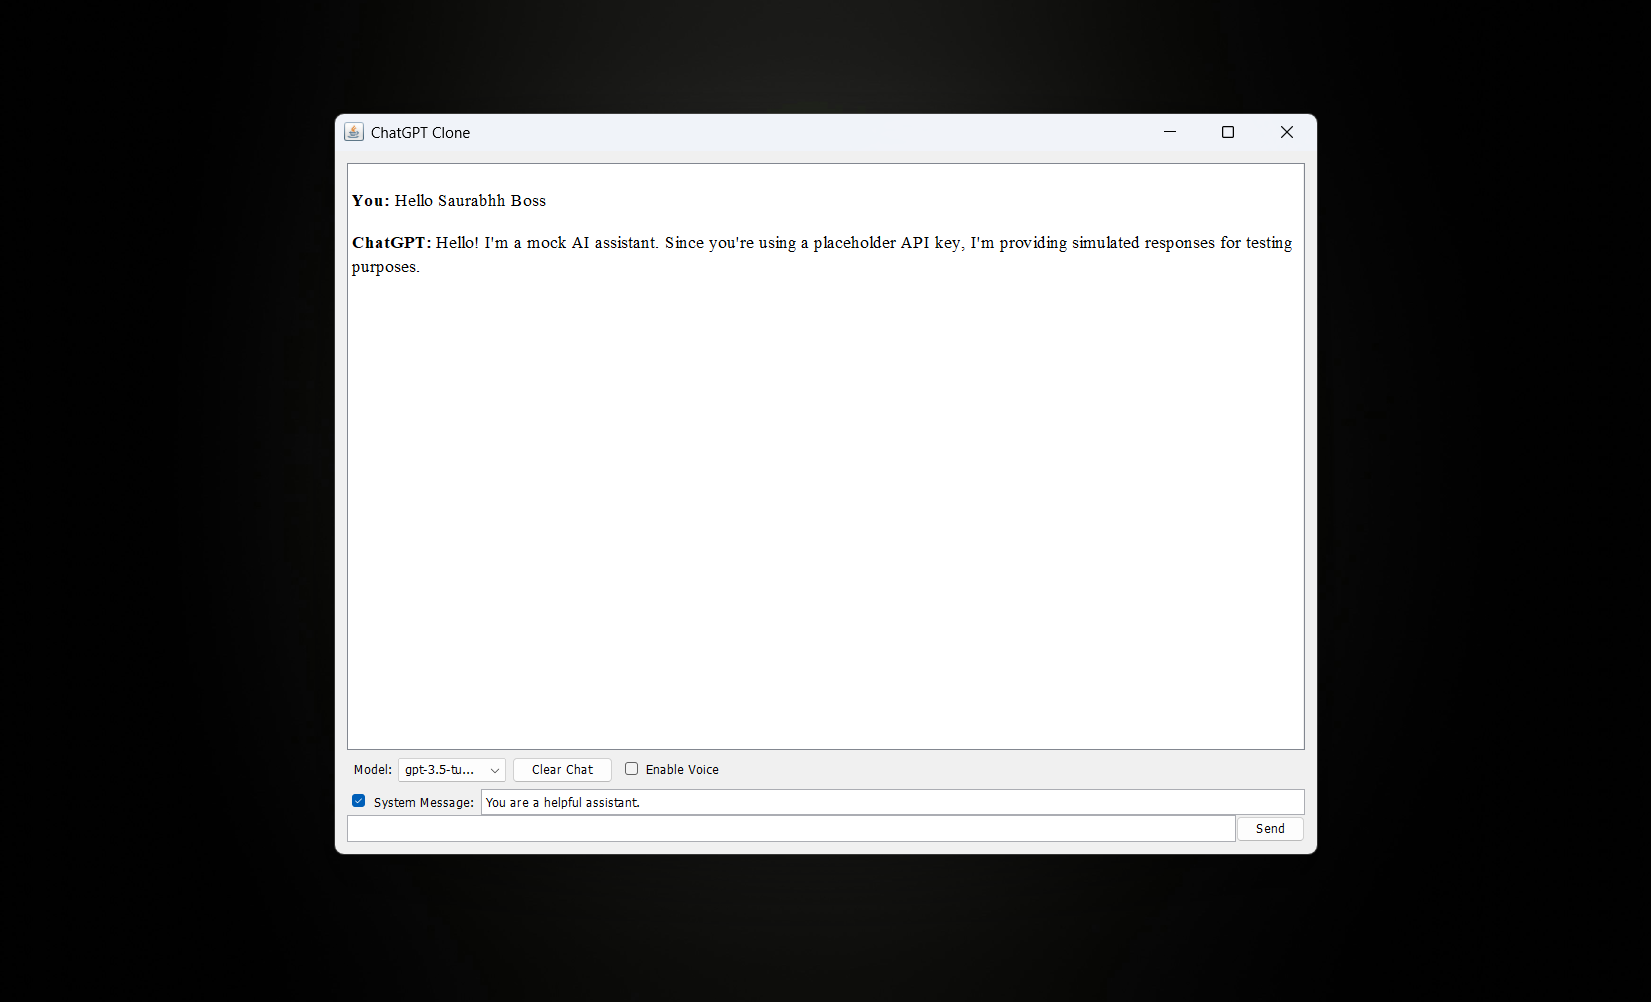 ChatGPT Clone
You: Hello Saurabhh Boss
ChatGPT: Hello! I'm a mock AI assistant. Since you're using a placeholder API key, I'm providing simulated responses for testing
purposes.
Model: gpt-3.5-tu... Clear Chat Enable Voice
System Message: You are a helpful assistant.
Send